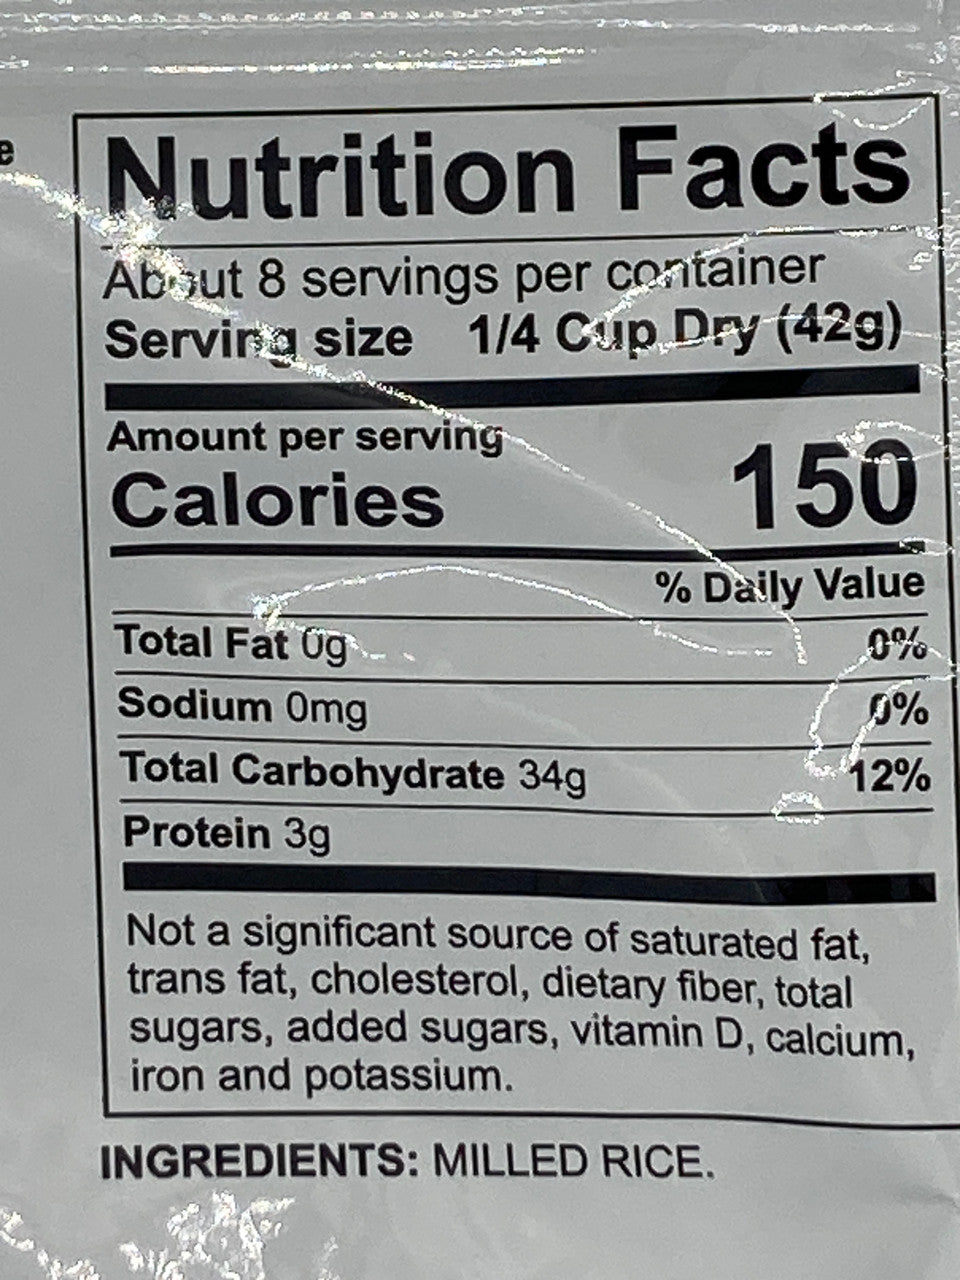 e
Nutrition Facts
About 8 servings per container
Serving size 1/4 Cup Dry (42g)
Amount per serving
Calories 150
% Daily Value
Total Fat 0g 0%
Sodium 0mg 0%
Total Carbohydrate 34g 12%
Protein 3g
Not a significant source of saturated fat,
trans fat, cholesterol, dietary fiber, total
sugars, added sugars, vitamin D, calcium,
iron and potassium.
INGREDIENTS: MILLED RICE.